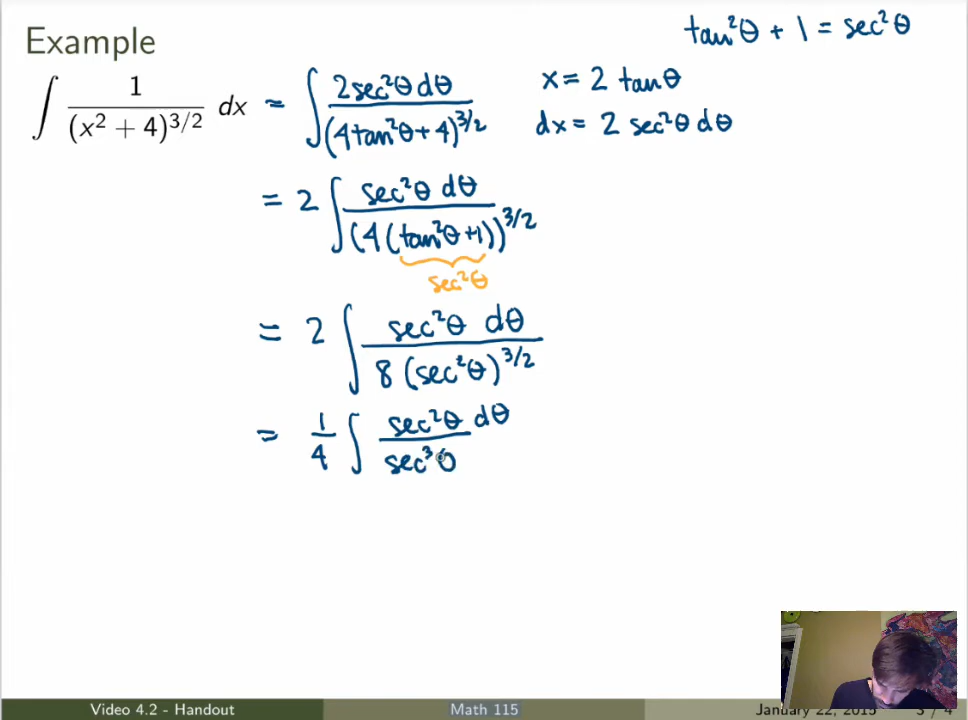 tan²θ + 1 = sec²θ
Example
∫ 1/(x² + 4)^{3/2} dx = ∫ 2sec²θ dθ/(4tan²θ + 4)^{3/2}
x = 2 tanθ
dx = 2 sec²θ dθ
= 2 ∫ sec²θ dθ/(4(tan²θ+1))^{3/2}
sec²θ
= 2 ∫ sec²θ dθ/8(sec²θ)^{3/2}
= 1/4 ∫ sec²θ dθ/sec³θ
Video 4.2 - Handout Math 115 January 22, 3 / 4